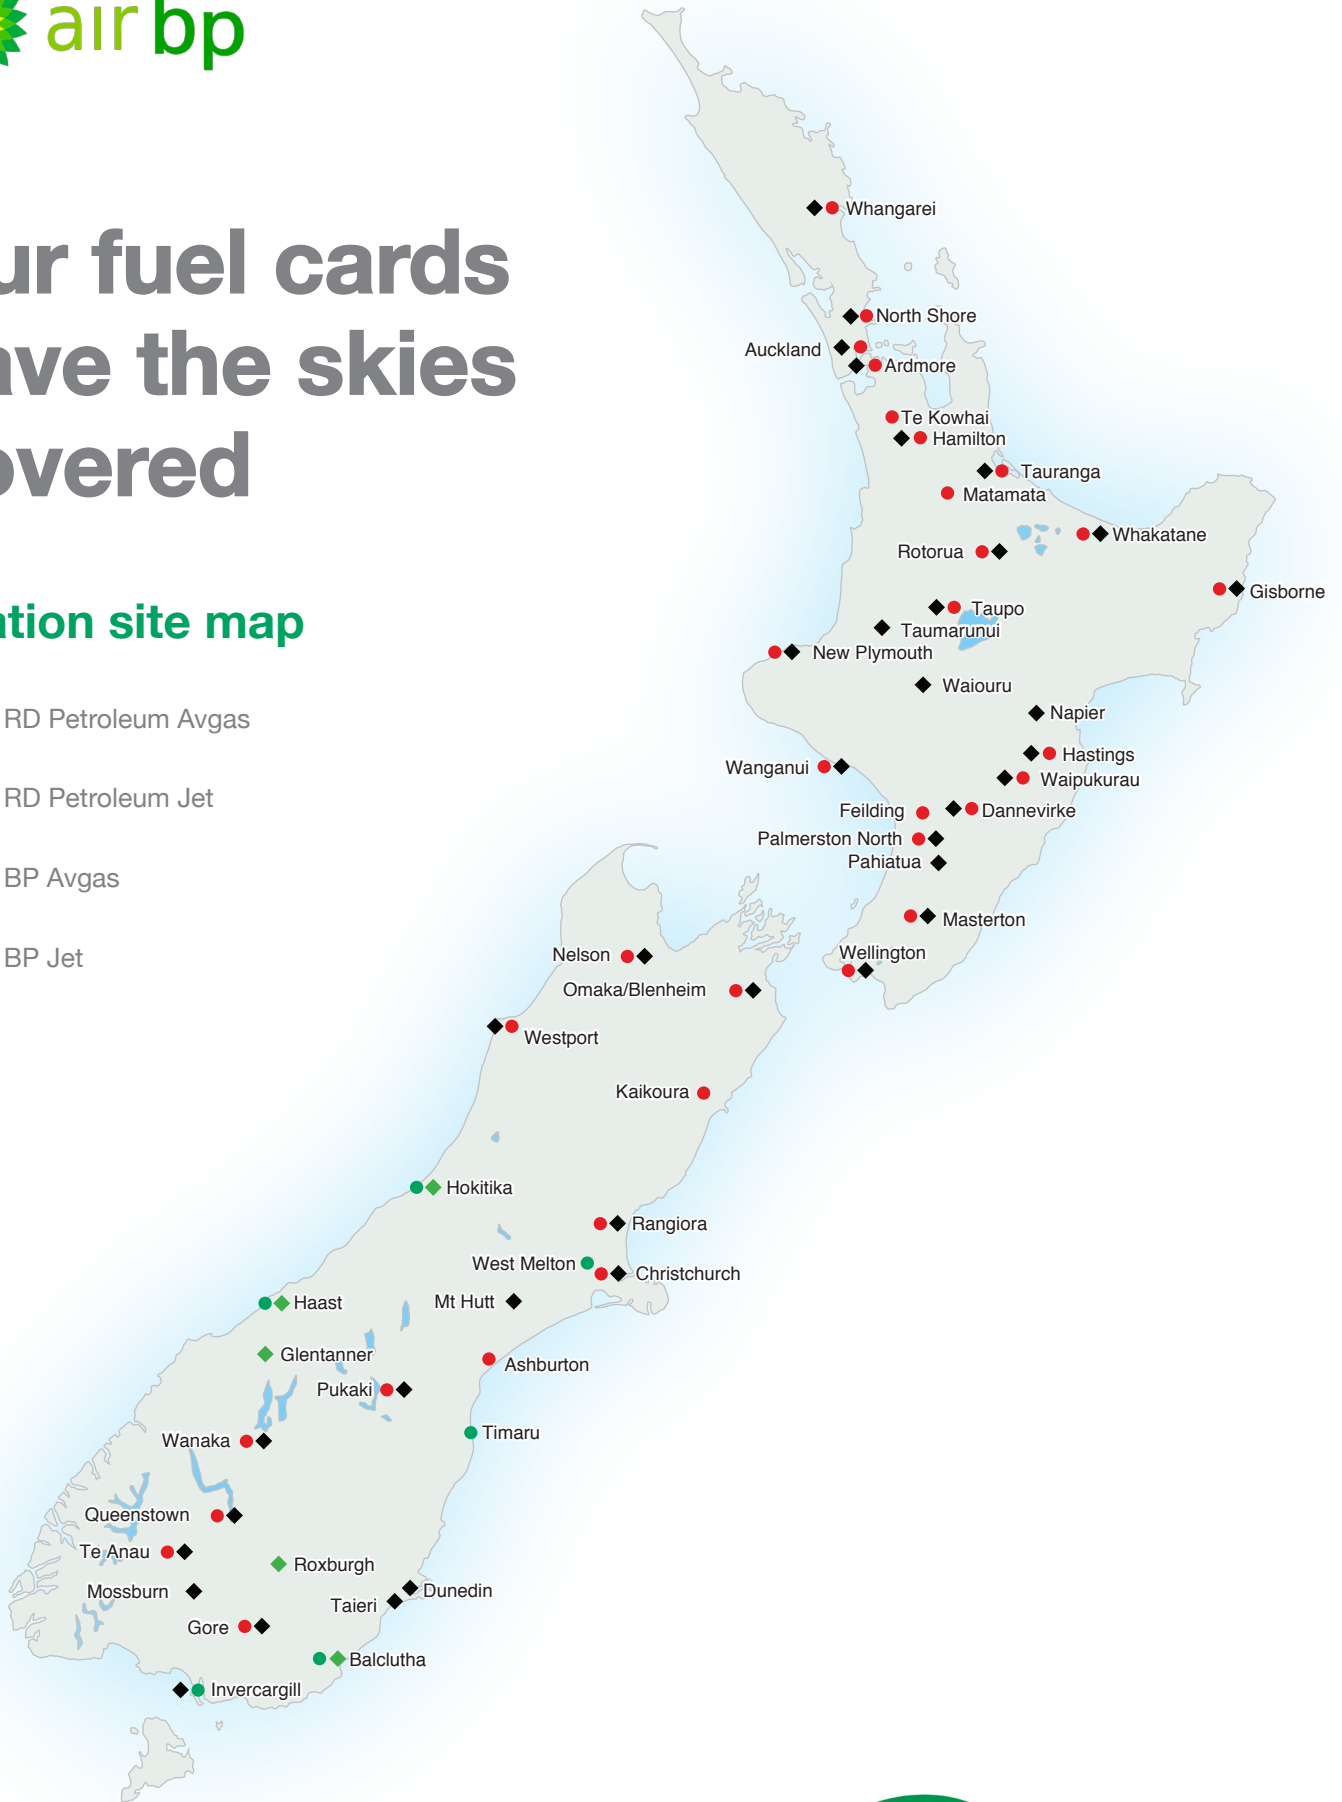 air bp
ur fuel cards
ave the skies
overed
ation site map
RD Petroleum Avgas
RD Petroleum Jet
BP Avgas
BP Jet
Whangarei
North Shore
Auckland
Ardmore
Te Kowhai
Hamilton
Tauranga
Matamata
Whakatane
Rotorua
Gisborne
Taupo
Taumarunui
New Plymouth
Waiouru
Napier
Hastings
Wanganui
Waipukurau
Feilding
Dannevirke
Palmerston North
Pahiatua
Masterton
Wellington
Nelson
Omaka/Blenheim
Westport
Kaikoura
Hokitika
Rangiora
West Melton
Christchurch
Haast
Mt Hutt
Glentanner
Ashburton
Pukaki
Timaru
Wanaka
Queenstown
Te Anau
Roxburgh
Mossburn
Dunedin
Taieri
Gore
Balclutha
Invercargill